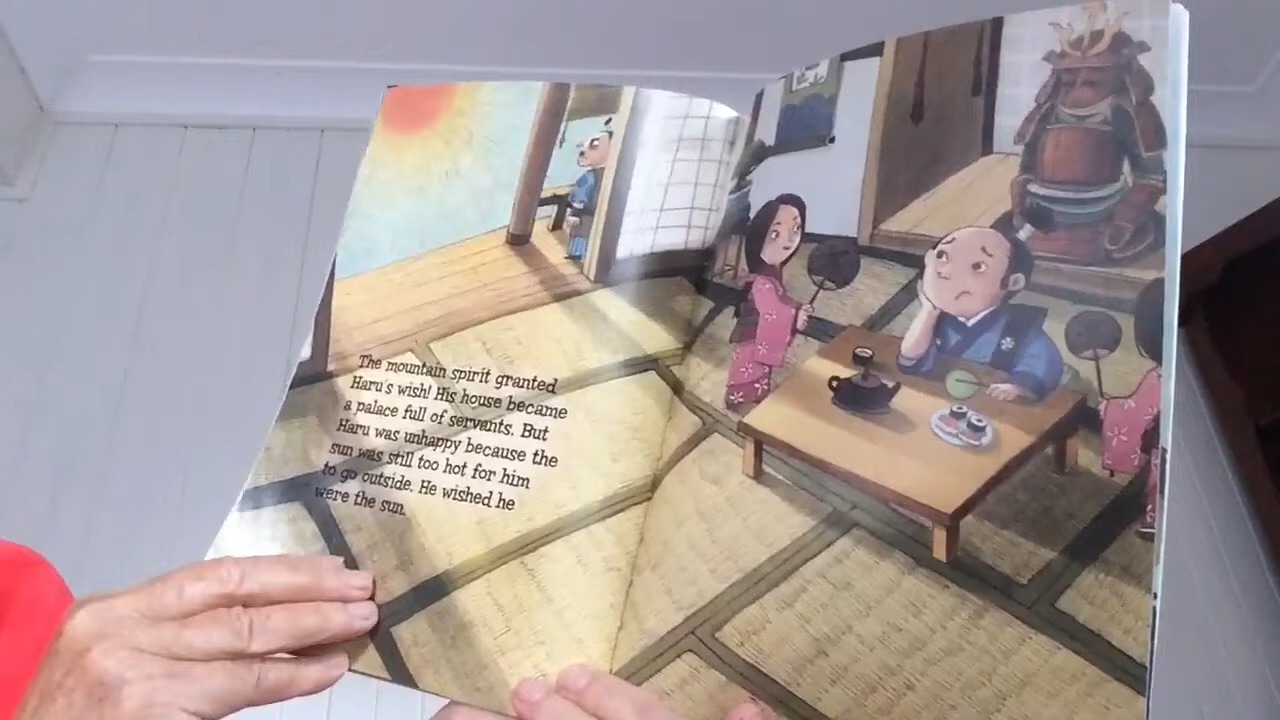 The mountain spirit granted
Haru's wish! His house became
a palace full of servants. But
Haru was unhappy because the
sun was still too hot for him
to go outside. He wished he
were the sun.